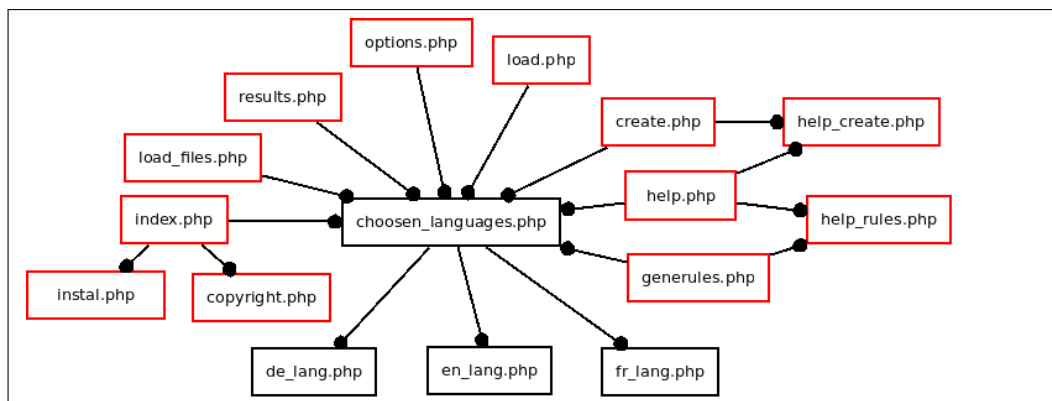 options.php
load.php
results.php
create.php
help_create.php
load_files.php
help.php
index.php
choosen_languages.php
help_rules.php
generules.php
instal.php
copyright.php
de_lang.php
en_lang.php
fr_lang.php